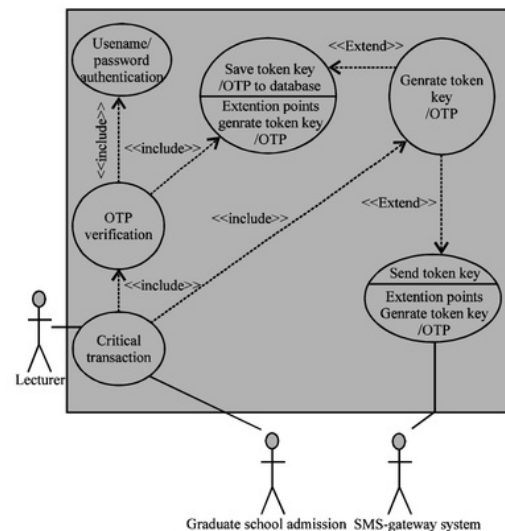 Usename/
password
authentication
Save token key
/OTP to database
Extention points
genrate token key
/OTP
<<Extend>>
Genrate token
key
/OTP
<<include>>
<<include>>
OTP
verification
<<include>>
<<Extend>>
<<include>>
Send token key
Extention points
Genrate token key
/OTP
Critical
transaction
Lecturer
Graduate school admission
SMS-gateway system